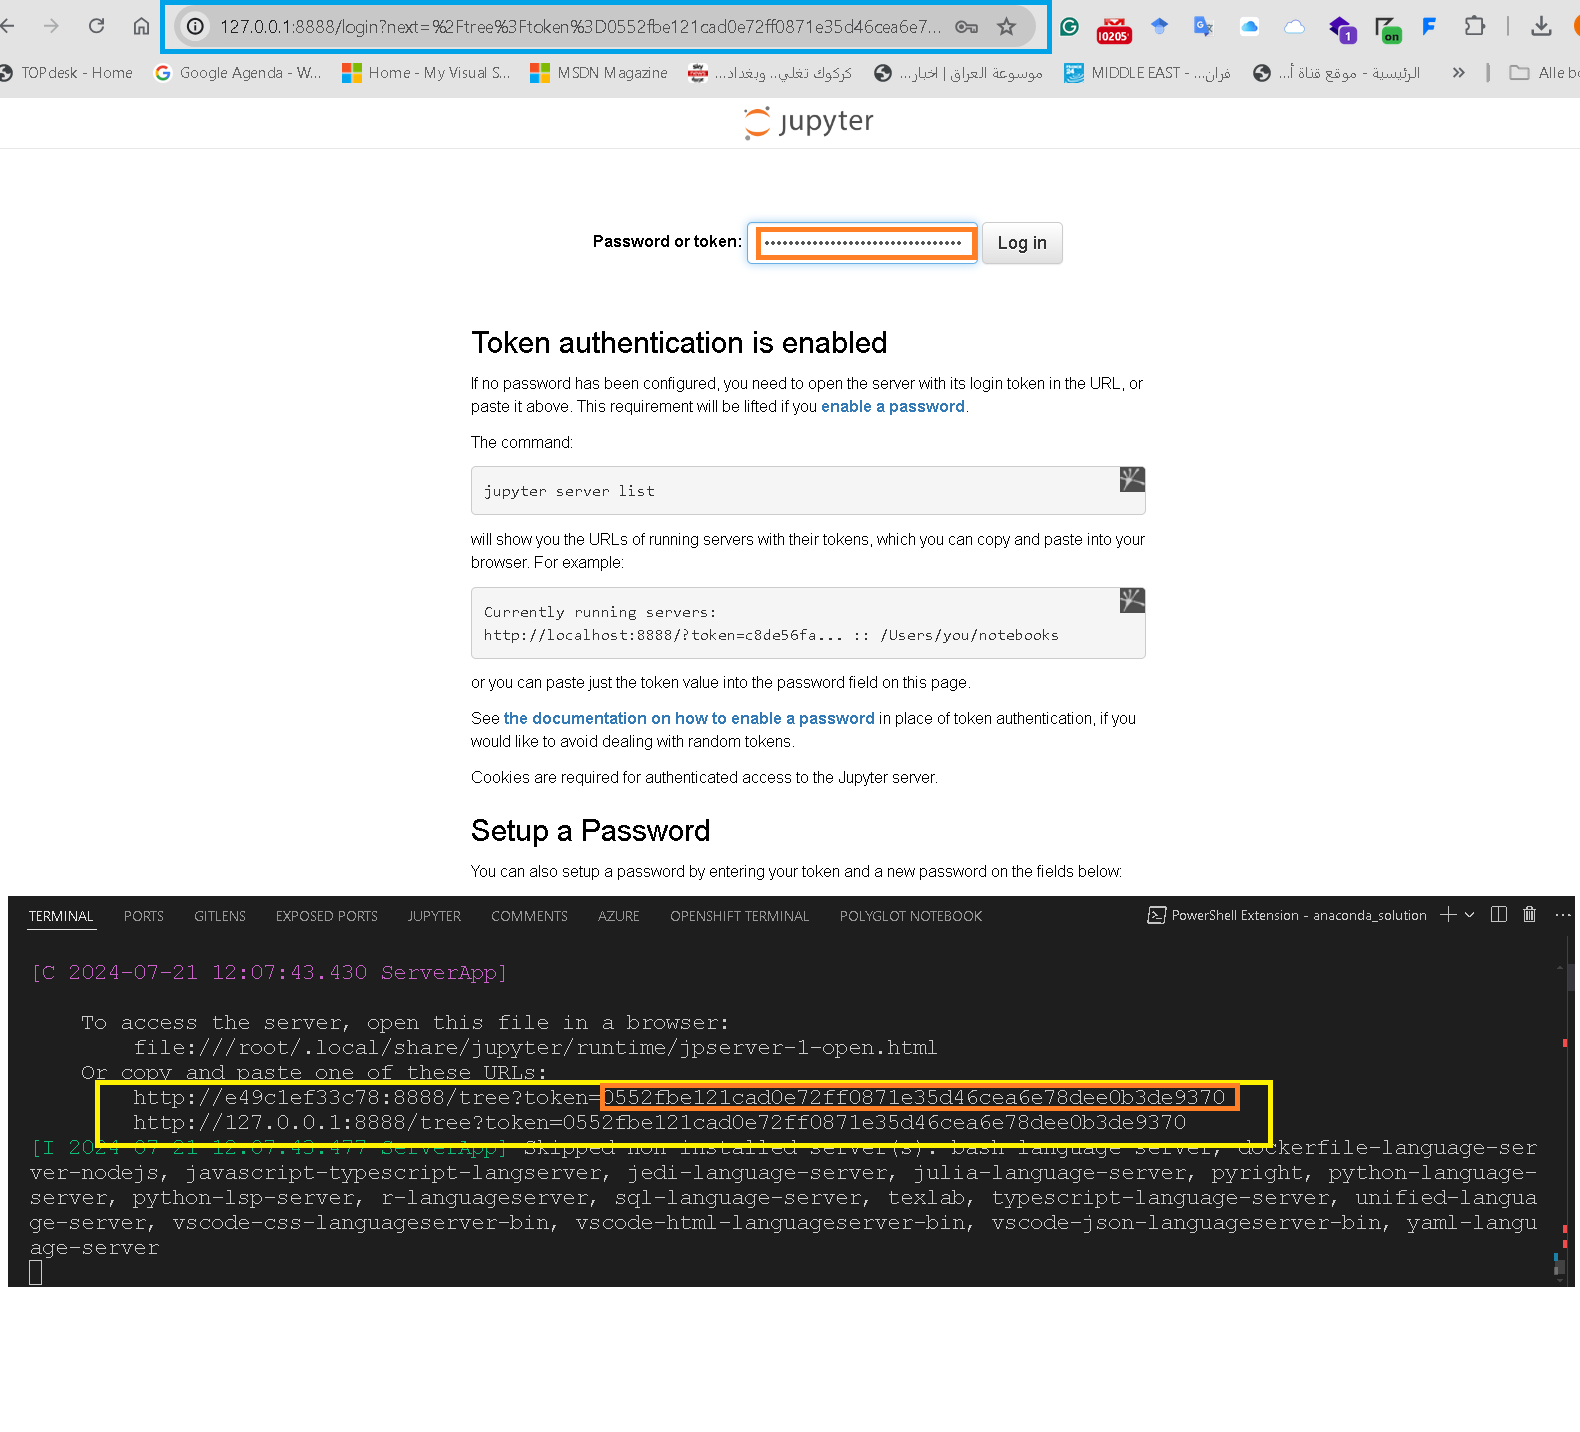 127.0.0.1:8888/login?next=%2Ftree%3Ftoken%3D0552fbe121cad0e72ff0871e35d46cea6e7...
10205
1
on
TOPdesk - Home
Google Agenda - W...
Home - My Visual S...
MSDN Magazine
كركوك تغلي.. وبغداد...
موسوعة العراق | اخبار...
MIDDLE EAST - فران...
الرئيسية - موقع قناة أ...
»
Alle b
jupyter
Password or token: ································· Log in
Token authentication is enabled
If no password has been configured, you need to open the server with its login token in the URL, or
paste it above. This requirement will be lifted if you enable a password.
The command:
jupyter server list
will show you the URLs of running servers with their tokens, which you can copy and paste into your
browser. For example:
Currently running servers:
http://localhost:8888/?token=c8de56fa... :: /Users/you/notebooks
or you can paste just the token value into the password field on this page.
See the documentation on how to enable a password in place of token authentication, if you
would like to avoid dealing with random tokens.
Cookies are required for authenticated access to the Jupyter server.
Setup a Password
You can also setup a password by entering your token and a new password on the fields below:
TERMINAL PORTS GITLENS EXPOSED PORTS JUPYTER COMMENTS AZURE OPENSHIFT TERMINAL POLYGLOT NOTEBOOK PowerShell Extension - anaconda_solution
[C 2024-07-21 12:07:43.430 ServerApp]
To access the server, open this file in a browser:
file:///root/.local/share/jupyter/runtime/jpserver-1-open.html
Or copy and paste one of these URLs:
http://e49c1ef33c78:8888/tree?token=0552fbe121cad0e72ff0871e35d46cea6e78dee0b3de9370
http://127.0.0.1:8888/tree?token=0552fbe121cad0e72ff0871e35d46cea6e78dee0b3de9370
[I 2024-07-21 12:07:43.477 ServerApp] Skipped non-installed server(s): bash-language-server, dockerfile-language-ser
ver-nodejs, javascript-typescript-langserver, jedi-language-server, julia-language-server, pyright, python-language-
server, python-lsp-server, r-languageserver, sql-language-server, texlab, typescript-language-server, unified-langua
ge-server, vscode-css-languageserver-bin, vscode-html-languageserver-bin, vscode-json-languageserver-bin, yaml-langu
age-server